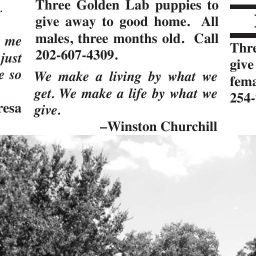 .
me
just
e so
resa
Three Golden Lab puppies to
give away to good home.  All
males, three months old.  Call
202-607-4309.
We make a living by what we
get. We make a life by what we
give.
–Winston Churchill
Thre
give
fema
254-